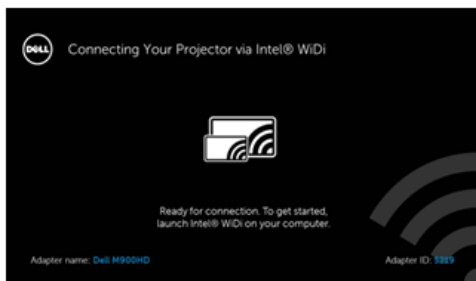 DELL
Connecting Your Projector via Intel® WiDi
Ready for connection. To get started,
launch Intel® WiDi on your computer.
Adapter name: Dell M900HD
Adapter ID: 5219